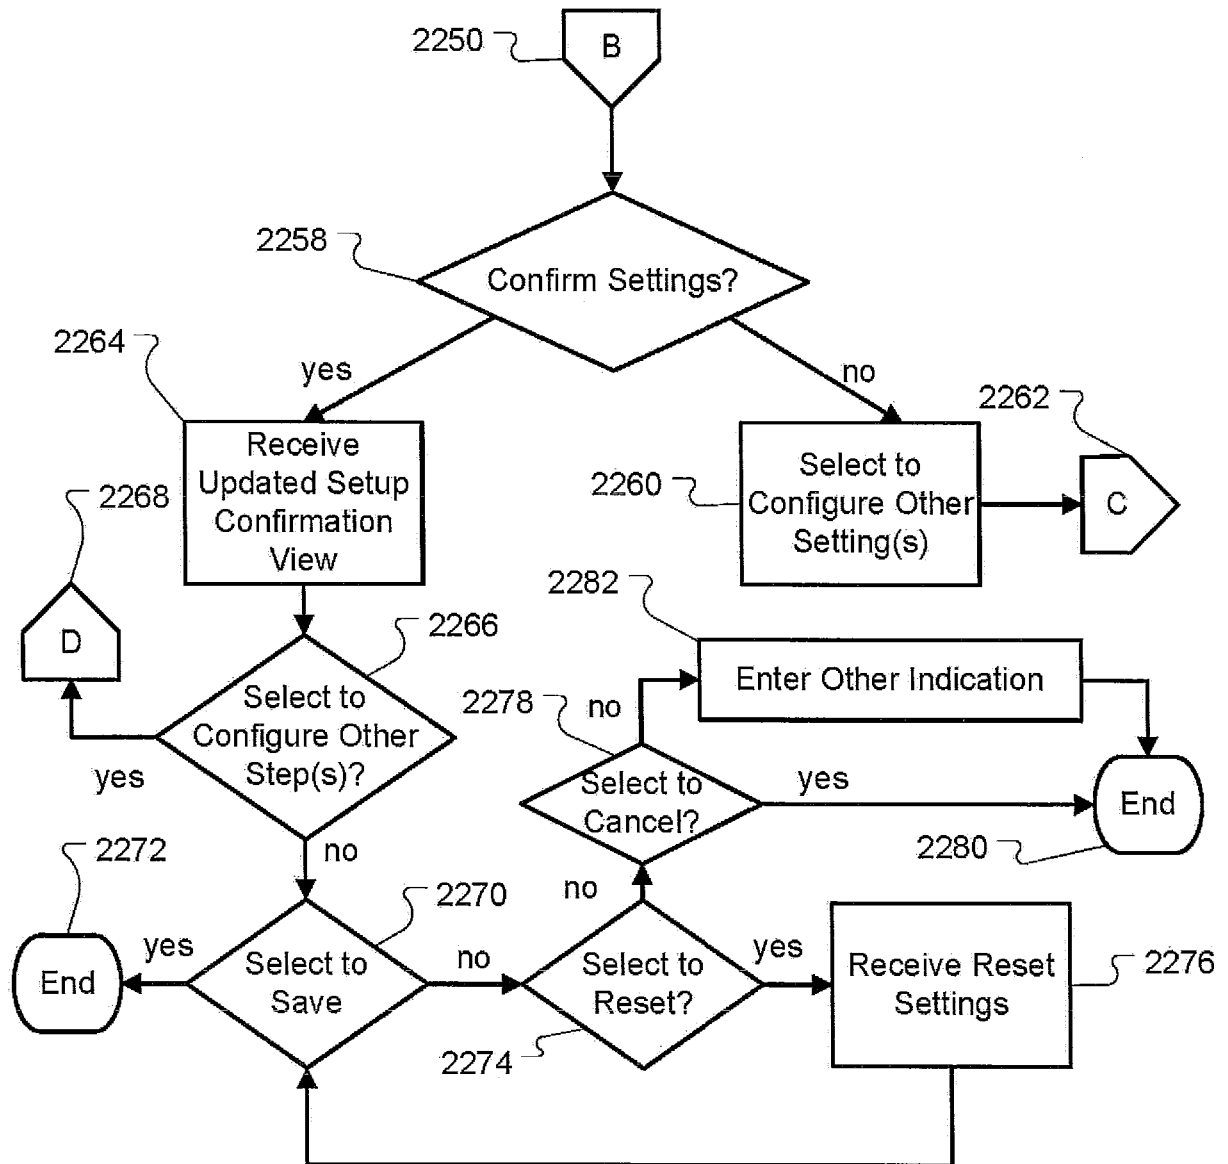 2250
B
2258
Confirm Settings?
2264
yes
no
2262
Receive
Updated Setup
Confirmation
View
2260
Select to
Configure Other
Setting(s)
C
2268
D
2266
Select to
Configure Other
Step(s)?
yes
no
2282
Enter Other Indication
2278
no
Select to
Cancel?
yes
End
2280
2272
End
yes
2270
Select to
Save
no
no
Select to
Reset?
2274
yes
Receive Reset
Settings
2276